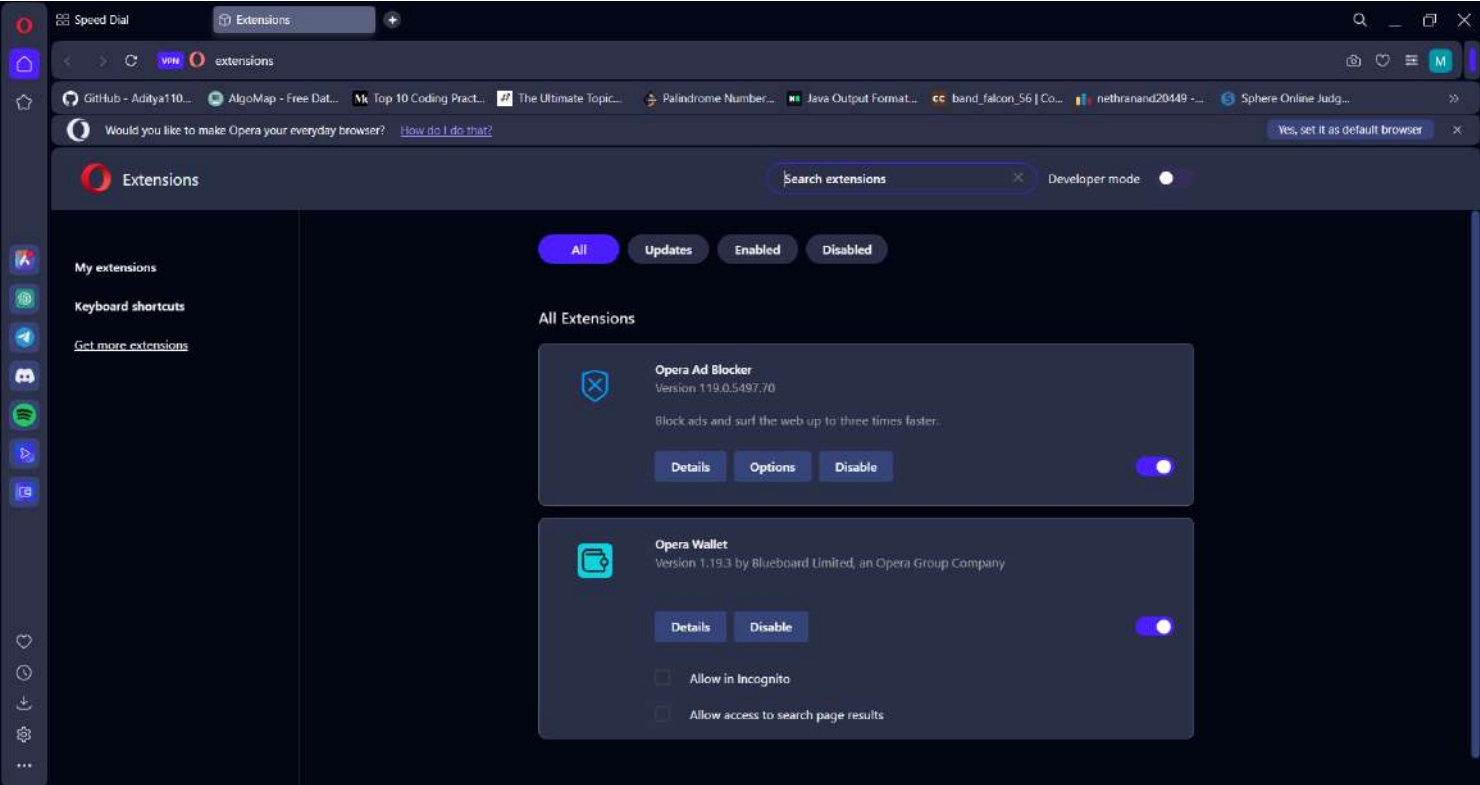 Speed Dial
Extensions
VPN
extensions
M
GitHub - Aditya110...
AlgoMap - Free Dat...
Top 10 Coding Pract...
The Ultimate Topic...
Palindrome Number...
Java Output Format...
cc
band_falcon_56 | Co...
nethranand20449 -...
Sphere Online Judg...
Would you like to make Opera your everyday browser?
How do I do that?
Yes, set it as default browser
Extensions
Search extensions
Developer mode
My extensions
Keyboard shortcuts
Get more extensions
All
Updates
Enabled
Disabled
All Extensions
Opera Ad Blocker
Version 119.0.5497.70
Block ads and surf the web up to three times faster.
Details
Options
Disable
Opera Wallet
Version 1.19.3 by Blueboard Limited, an Opera Group Company
Details
Disable
Allow in Incognito
Allow access to search page results